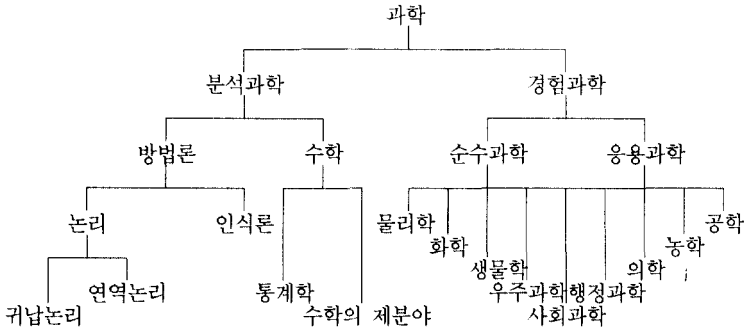 과학
분석과학 경험과학
방법론 수학 순수과학 응용과학
논리 인식론 물리학 공학
화학 농학
생물학 의학
귀납논리 연역논리 통계학 우주과학 행정과학
수학의 제분야 사회과학